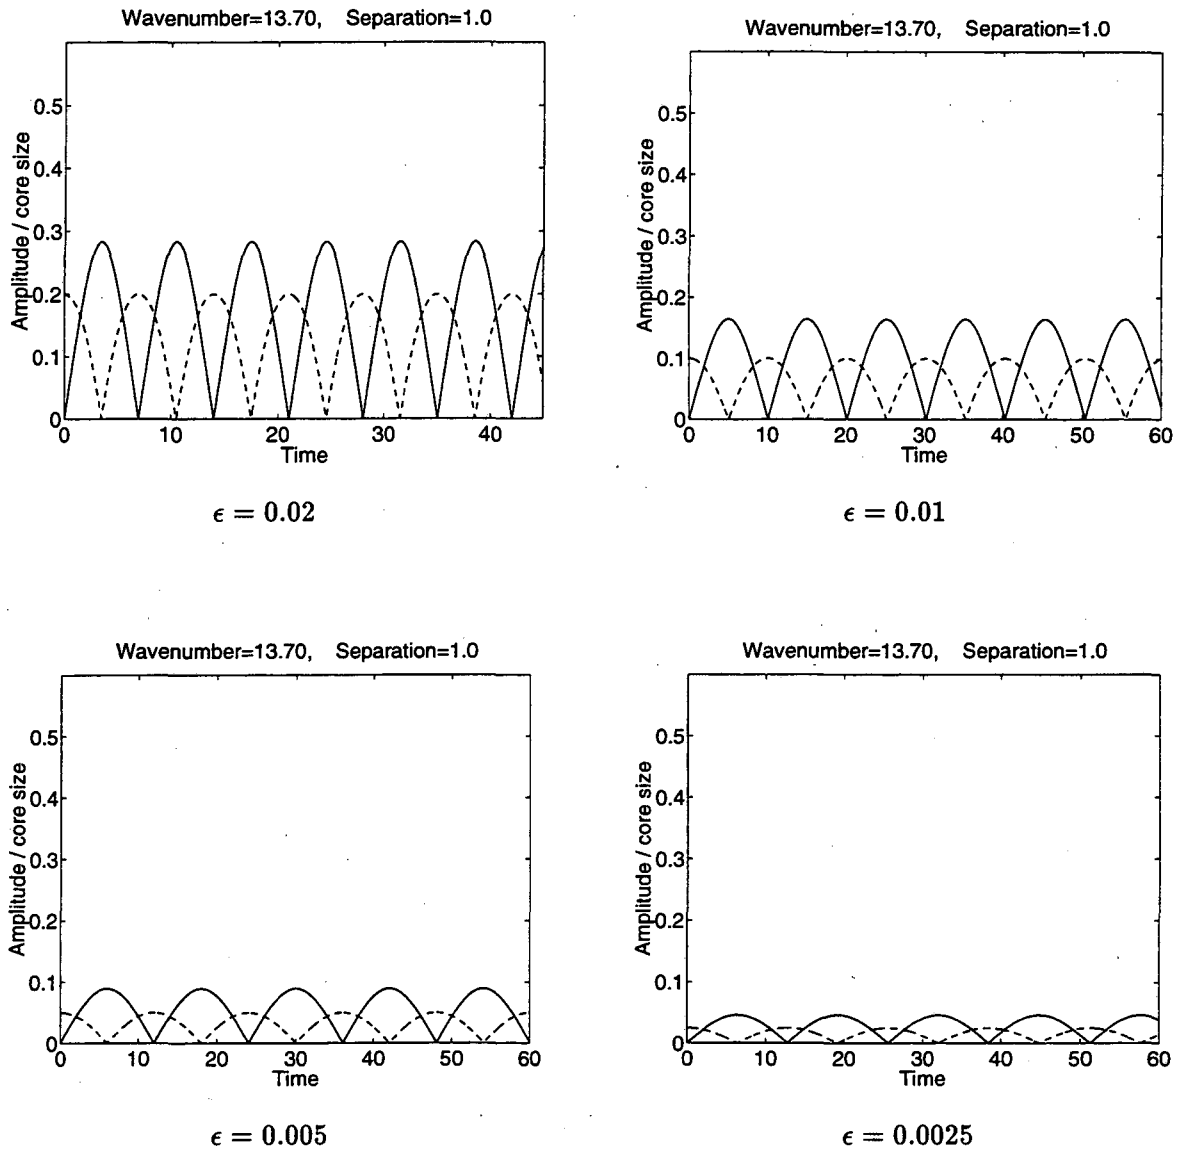 Wavenumber=13.70, Separation=1.0
Amplitude / core size
0.5
0.4
0.3
0.2
0.1
0
0 10 20 30 40
Time
ϵ = 0.02
Wavenumber=13.70, Separation=1.0
Amplitude / core size
0.5
0.4
0.3
0.2
0.1
0
0 10 20 30 40 50 60
Time
ϵ = 0.01
Wavenumber=13.70, Separation=1.0
Amplitude / core size
0.5
0.4
0.3
0.2
0.1
0
0 10 20 30 40 50 60
Time
ϵ = 0.005
Wavenumber=13.70, Separation=1.0
Amplitude / core size
0.5
0.4
0.3
0.2
0.1
0
0 10 20 30 40 50 60
Time
ϵ = 0.0025